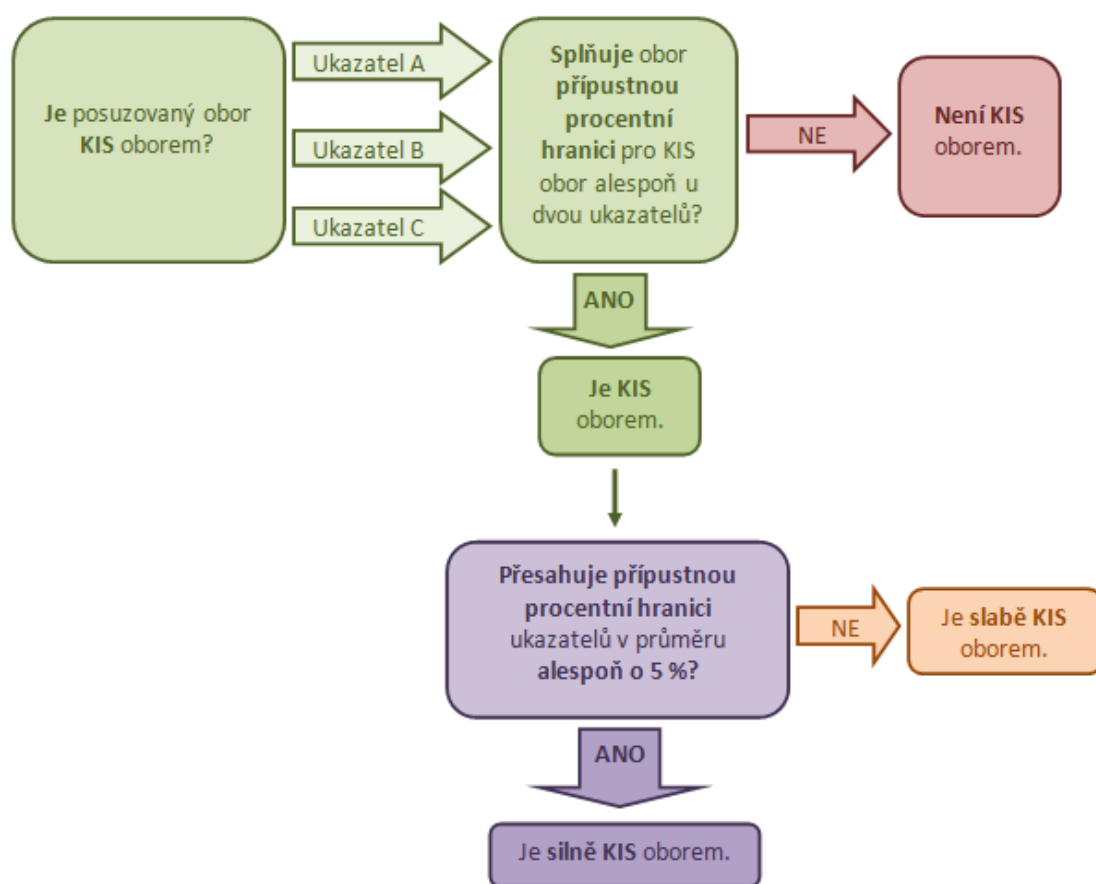 Je posuzovaný obor
KIS oborem?
Ukazatel A
Ukazatel B
Ukazatel C
Splňuje obor
přípustnou
procentní
hranici pro KIS
obor alespoň u
dvou ukazatelů?
NE
Není KIS
oborem.
ANO
Je KIS
oborem.
Přesahuje přípustnou
procentní hranici
ukazatelů v průměru
alespoň o 5 %?
NE
Je slabě KIS
oborem.
ANO
Je silně KIS oborem.